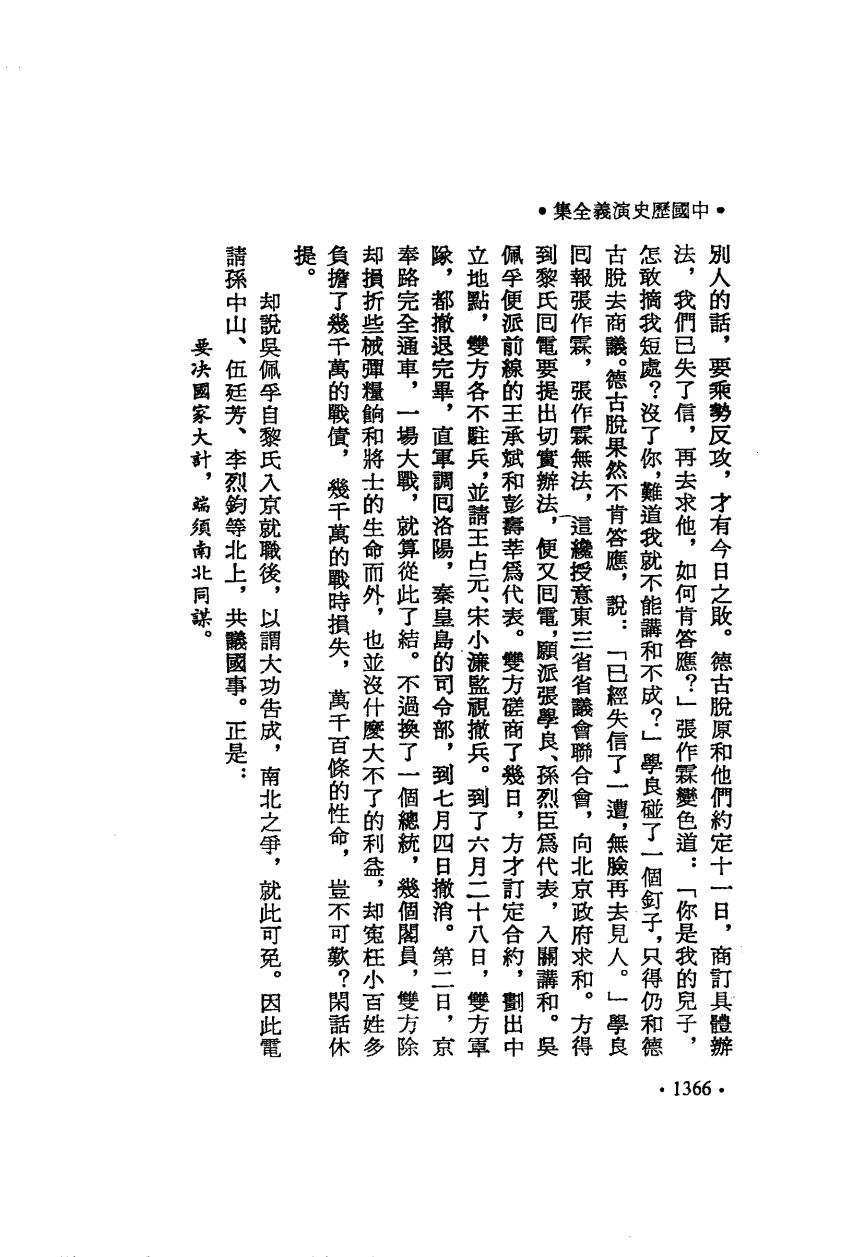 •集全義演史歷國中•
別人的話，要乘勢反攻，才有今日之敗。德古脫原和他們約定十一日，商訂具體辦
法，我們已失了信，再去求他，如何肯答應？」張作霖變色道：「你是我的兒子，
怎敢摘我短處？沒了你，難道我就不能講和不成？」學良碰了一個釘子，只得仍和德
古脫去商議。德古脫果然不肯答應，說：「已經失信了一遭，無臉再去見人。」學良
回報張作霖，張作霖無法，這纔授意東三省省議會聯合會，向北京政府求和。方得
到黎氏回電要提出切實辦法，便又回電，願派張學良、孫烈臣爲代表，入關講和。吳
佩孚便派前線的王承斌和彭壽莘爲代表。雙方磋商了幾日，方才訂定合約，劃出中
立地點，雙方各不駐兵，並請王占元、宋小濂監視撤兵。到了六月二十八日，雙方軍
隊，都撤退完畢，直軍調回洛陽，秦皇島的司令部，到七月四日撤消。第二日，京
奉路完全通車，一場大戰，就算從此了結。不過換了一個總統，幾個閣員，雙方除
却損折些械彈糧餉和將士的生命而外，也並沒什麼大不了的利益，却寃枉小百姓多
負擔了幾千萬的戰債，幾千萬的戰時損失，萬千百條的性命，豈不可歎？閑話休
提。
却說吳佩孚自黎氏入京就職後，以謂大功告成，南北之爭，就此可免。因此電
請孫中山、伍廷芳、李烈鈞等北上，共議國事。正是：
要决國家大計，端須南北同謀。
•1366•